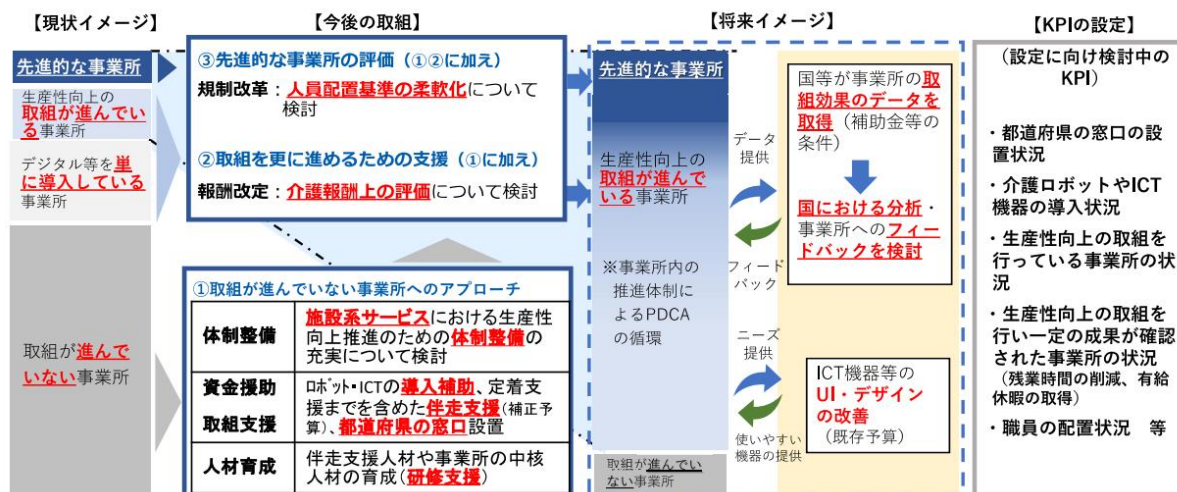 【現状イメージ】
先進的な事業所
生産性向上の
取組が進んでい
る事業所
デジタル等を単
に導入している
事業所
取組が進んで
いない事業所
【今後の取組】
③先進的な事業所の評価（①②に加え）
規制改革：人員配置基準の柔軟化について
検討
②取組を更に進めるための支援（①に加え）
報酬改定：介護報酬上の評価について検討
①取組が進んでいない事業所へのアプローチ
体制整備
施設系サービスにおける生産性
向上推進のための体制整備の
充実について検討
資金援助
取組支援
ﾛﾎﾞｯﾄ・ICTの導入補助、定着支
援までを含めた伴走支援(補正予
算)、都道府県の窓口設置
人材育成
伴走支援人材や事業所の中核
人材の育成(研修支援)
【将来イメージ】
先進的な事業所
生産性向上の
取組が進んで
いる事業所
※事業所内の
推進体制に
よるPDCA
の循環
取組が進んでい
ない事業所
データ
提供
フィード
バック
ニーズ
提供
使いやすい
機器の提供
国等が事業所の取
組効果のデータを
取得（補助金等の
条件）
国における分析・
事業所へのフィー
ドバックを検討
ICT機器等の
UI・デザイン
の改善
（既存予算）
【KPIの設定】
（設定に向け検討中の
KPI）
・都道府県の窓口の設
置状況
・介護ロボットやICT
機器の導入状況
・生産性向上の取組を
行っている事業所の状
況
・生産性向上の取組を
行い一定の成果が確認
された事業所の状況
（残業時間の削減、有給
休暇の取得）
・職員の配置状況　等